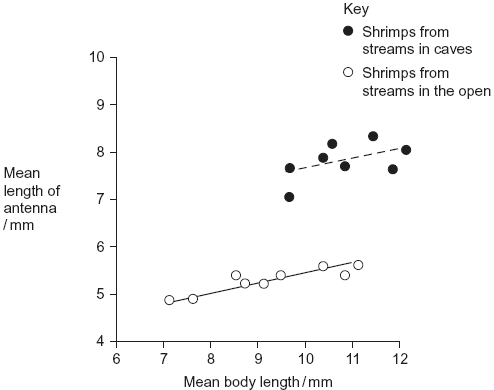 Key
Shrimps from
streams in caves
Shrimps from
streams in the open
10
9
8
7
6
5
4
Mean
length of
antenna
/mm
6
7
8
9
10
11
12
Mean body length/mm